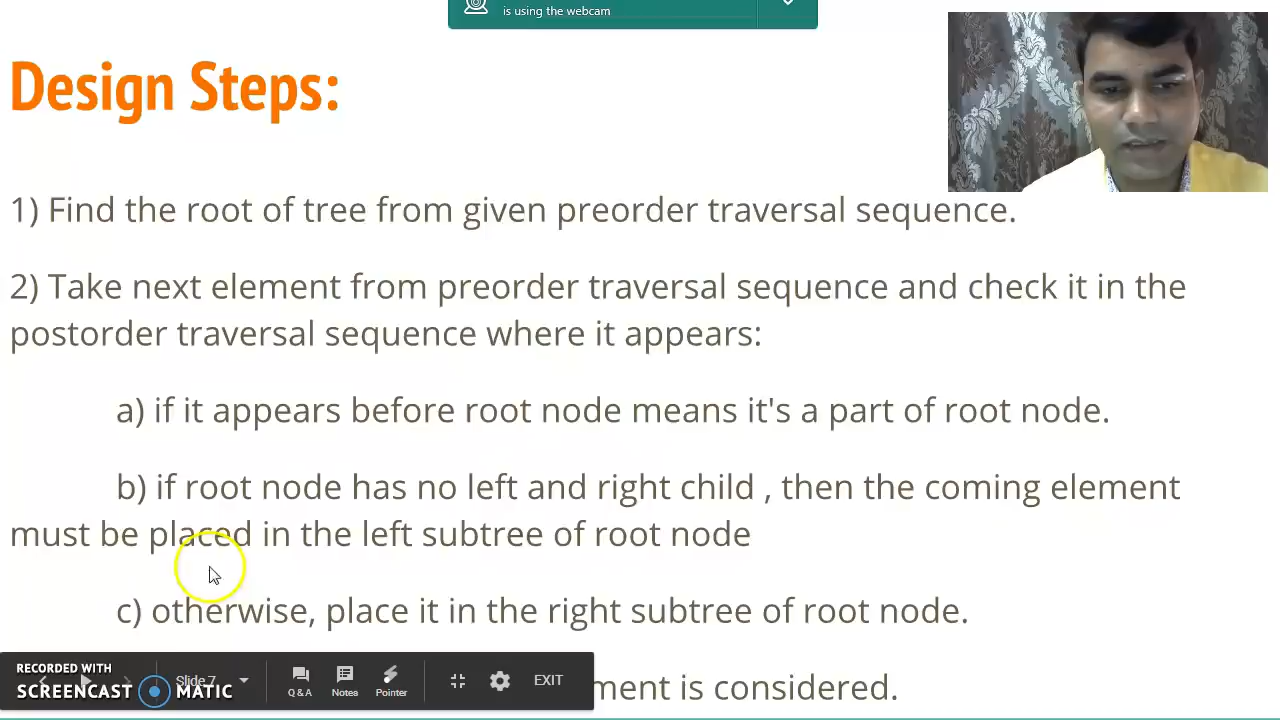 is using the webcam
Design Steps:
1) Find the root of tree from given preorder traversal sequence.
2) Take next element from preorder traversal sequence and check it in the
postorder traversal sequence where it appears:
a) if it appears before root node means it's a part of root node.
b) if root node has no left and right child , then the coming element
must be placed in the left subtree of root node
c) otherwise, place it in the right subtree of root node.
ment is considered.
RECORDED WITH
SCREENCAST MATIC
Slide 7
Q & A
Notes
Pointer
EXIT